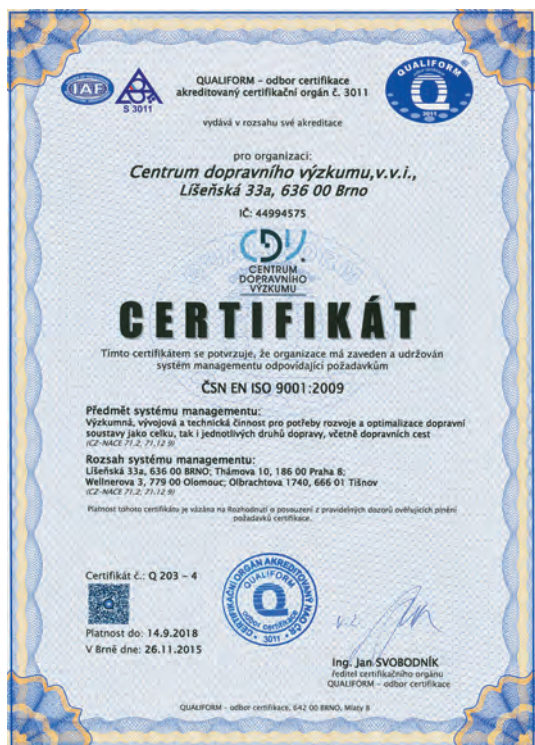 IAF
S 3011
QUALIFORM
Q
3011
®
QUALIFORM – odbor certifikace
akreditovaný certifikační orgán č. 3011
vydává v rozsahu své akreditace
pro organizaci:
Centrum dopravního výzkumu,v.v.i.,
Líšeňská 33a, 636 00 Brno
IČ: 44994575
CDV
CENTRUM
DOPRAVNÍHO
VÝZKUMU
CERTIFIKÁT
Tímto certifikátem se potvrzuje, že organizace má zaveden a udržován
systém managementu odpovídající požadavkům
ČSN EN ISO 9001:2009
Předmět systému managementu:
Výzkumná, vývojová a technická činnost pro potřeby rozvoje a optimalizace dopravní
soustavy jako celku, tak i jednotlivých druhů dopravy, včetně dopravních cest
(CZ-NACE 71.2; 71.12.9)
Rozsah systému managementu:
Líšeňská 33a, 636 00 BRNO; Thámova 10, 186 00 Praha 8;
Wellnerova 3, 779 00 Olomouc; Olbrachtova 1740, 666 01 Tišnov
(CZ-NACE 71.2; 71.12.9)
Platnost tohoto certifikátu je vázána na Rozhodnutí o posouzení z pravidelných dozorů ověřujících plnění
požadavků certifikace.
Certifikát č.: Q 203 – 4
Platnost do: 14.9.2018
V Brně dne: 26.11.2015
CERTIFIKAČNÍ ORGÁN AKREDITOVANÝ NAO ČR
QUALIFORM
Q
odbor certifikace
3011
Ing. Jan SVOBODNÍK
ředitel certifikačního orgánu
QUALIFORM – odbor certifikace
QUALIFORM – odbor certifikace, 642 00 BRNO, Mlaty 8